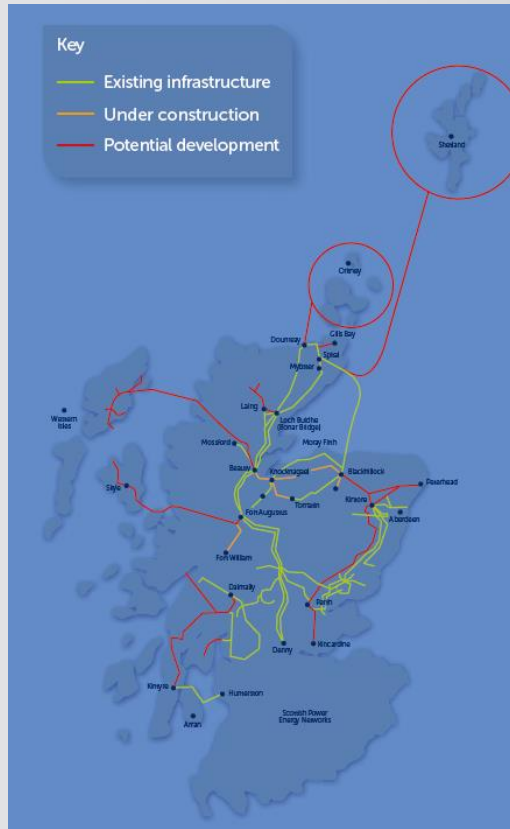 Key
Existing infrastructure
Under construction
Potential development
Shetland
Orkney
Dounreay
Gills Bay
Spittal
Mybster
Lairg
Loch Buidhe
(Bonar Bridge)
Western
Isles
Mossford
Moray Firth
Beauly
Knocknagael
Blackhillock
Peterhead
Skye
Tomatin
Kintore
Fort Augustus
Aberdeen
Fort William
Dalmally
Denny
Kincardine
Kintyre
Hunterston
Arran
Scottish Power
Energy Networks